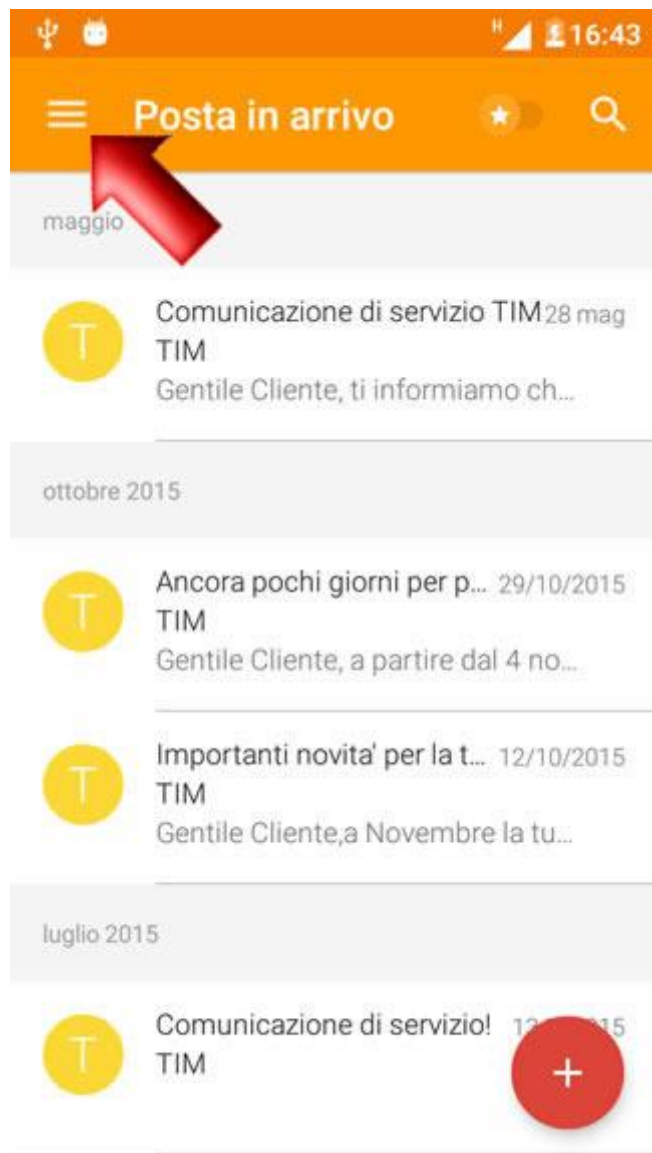 H 16:43
Posta in arrivo
maggio
T
Comunicazione di servizio TIM 28 mag
TIM
Gentile Cliente, ti informiamo ch...
ottobre 2015
T
Ancora pochi giorni per p... 29/10/2015
TIM
Gentile Cliente, a partire dal 4 no...
T
Importanti novita' per la t... 12/10/2015
TIM
Gentile Cliente,a Novembre la tu...
luglio 2015
T
Comunicazione di servizio!
TIM